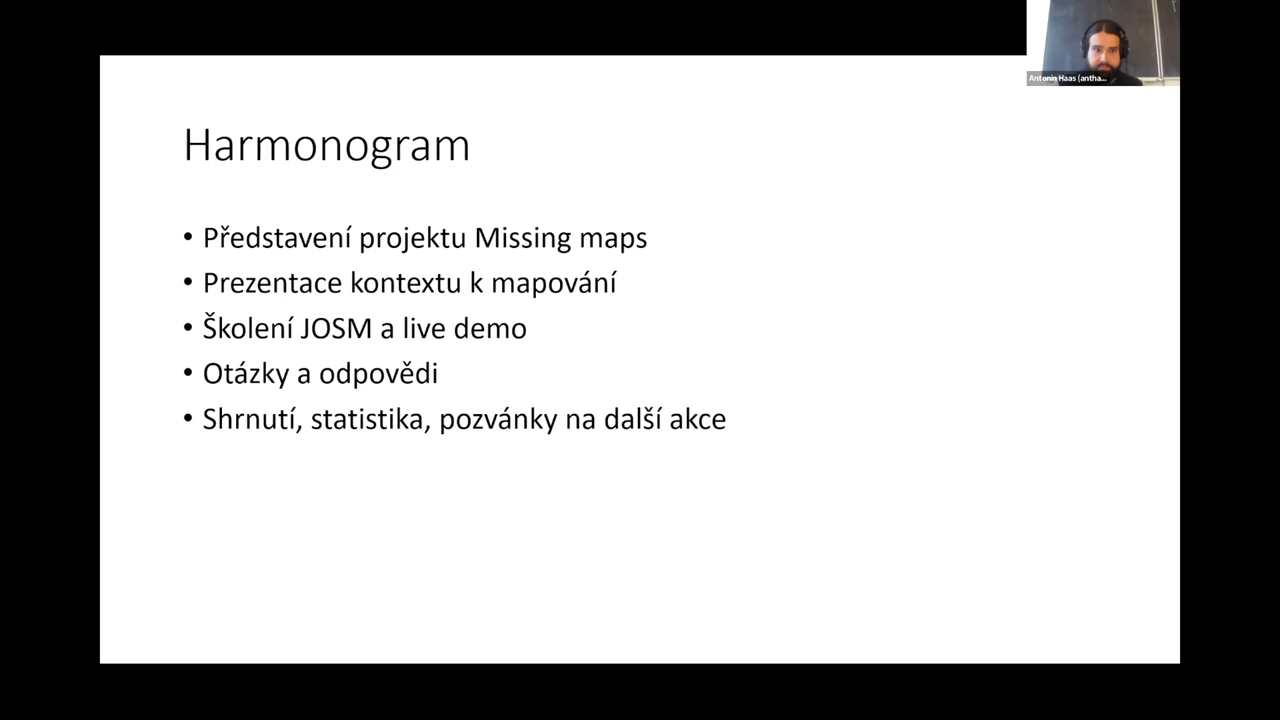 Antonin Haas (antha...
Harmonogram
• Představení projektu Missing maps
• Prezentace kontextu k mapování
• Školení JOSM a live demo
• Otázky a odpovědi
• Shrnutí, statistika, pozvánky na další akce